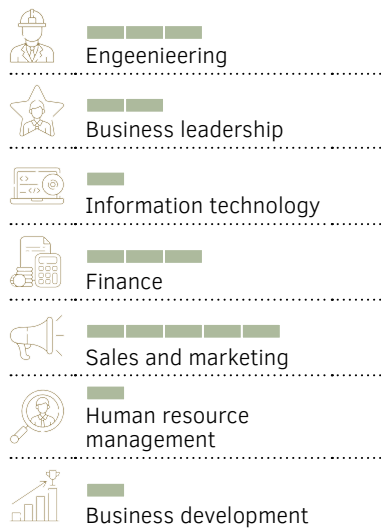 Engeenieering
Business leadership
Information technology
Finance
Sales and marketing
Human resource
management
Business development